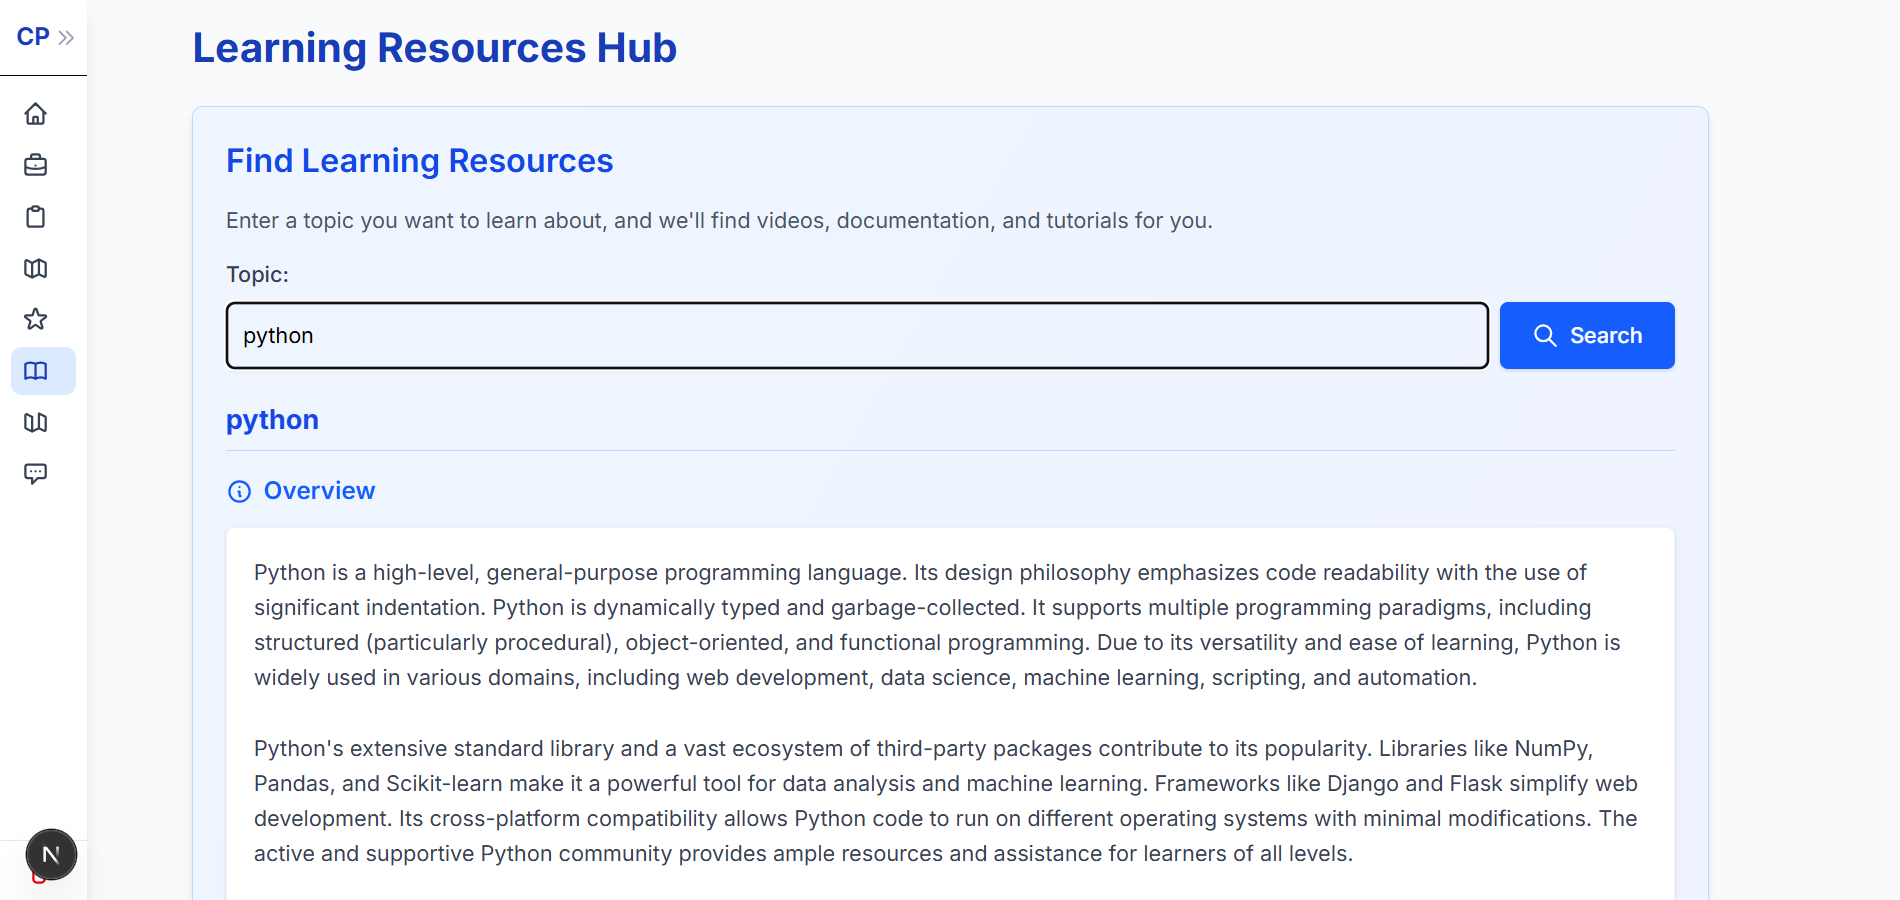 CP
Learning Resources Hub
Find Learning Resources
Enter a topic you want to learn about, and we'll find videos, documentation, and tutorials for you.
Topic:
python
Search
python
Overview
Python is a high-level, general-purpose programming language. Its design philosophy emphasizes code readability with the use of
significant indentation. Python is dynamically typed and garbage-collected. It supports multiple programming paradigms, including
structured (particularly procedural), object-oriented, and functional programming. Due to its versatility and ease of learning, Python is
widely used in various domains, including web development, data science, machine learning, scripting, and automation.
Python's extensive standard library and a vast ecosystem of third-party packages contribute to its popularity. Libraries like NumPy,
Pandas, and Scikit-learn make it a powerful tool for data analysis and machine learning. Frameworks like Django and Flask simplify web
development. Its cross-platform compatibility allows Python code to run on different operating systems with minimal modifications. The
active and supportive Python community provides ample resources and assistance for learners of all levels.
N